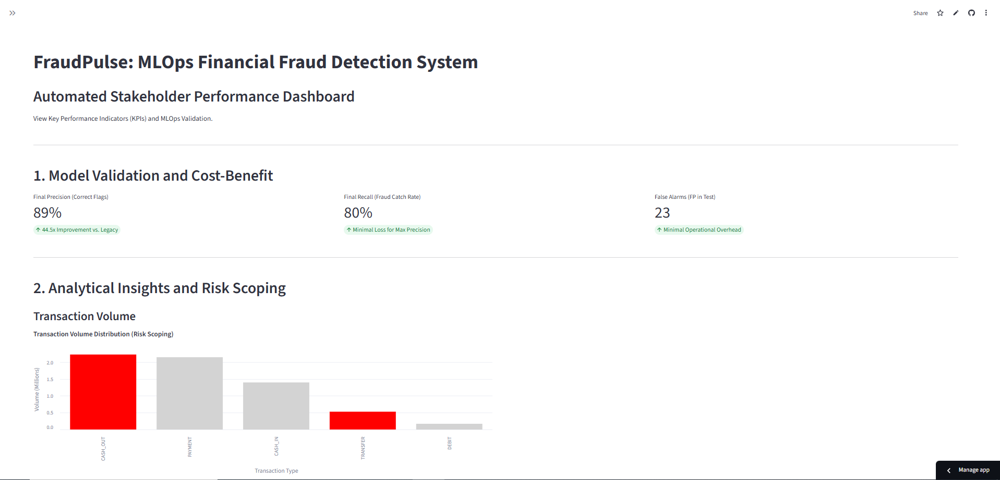 Share
FraudPulse: MLOps Financial Fraud Detection System
Automated Stakeholder Performance Dashboard
View Key Performance Indicators (KPIs) and MLOps Validation.
1. Model Validation and Cost-Benefit
Final Precision (Correct Flags)
89%
↑ 44.5x Improvement vs. Legacy
Final Recall (Fraud Catch Rate)
80%
↑ Minimal Loss for Max Precision
False Alarms (FP in Test)
23
↑ Minimal Operational Overhead
2. Analytical Insights and Risk Scoping
Transaction Volume
Transaction Volume Distribution (Risk Scoping)
Volume (Millions)
2.0
1.5
1.0
0.5
0.0
CASH_OUT
PAYMENT
CASH_IN
TRANSFER
DEBIT
Transaction Type
Manage app